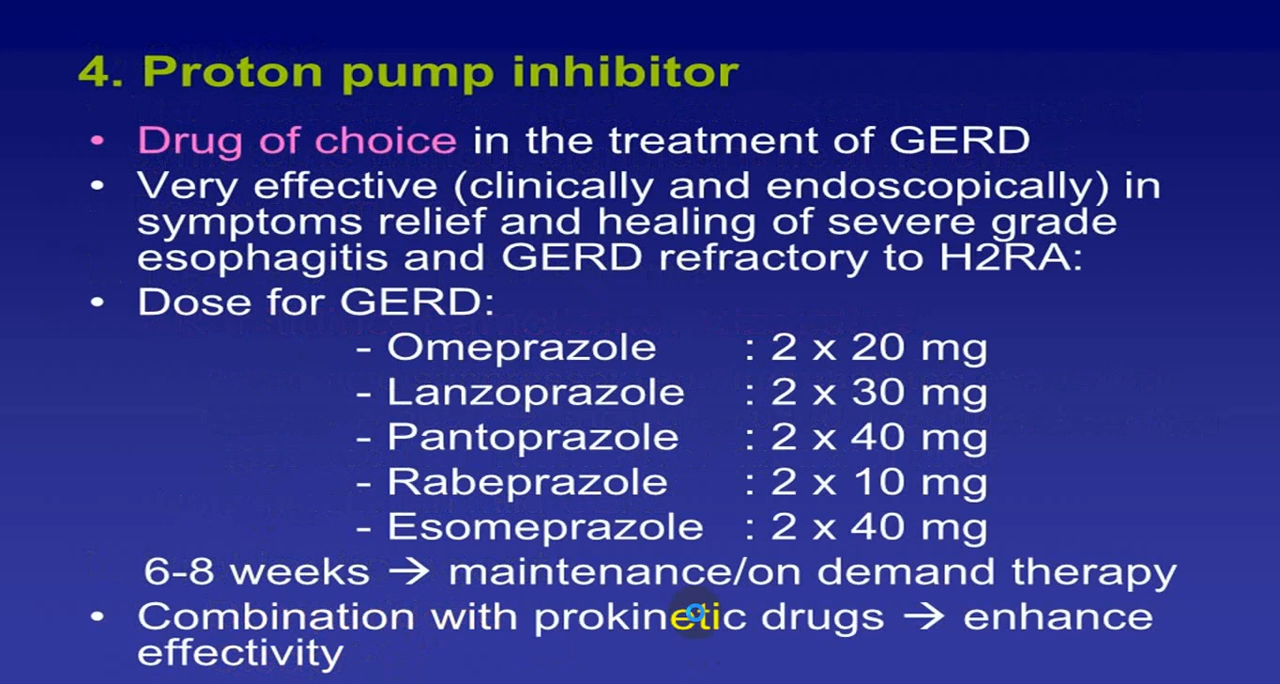 4. Proton pump inhibitor
• Drug of choice in the treatment of GERD
• Very effective (clinically and endoscopically) in
symptoms relief and healing of severe grade
esophagitis and GERD refractory to H2RA:
• Dose for GERD:
- Omeprazole : 2 x 20 mg
- Lanzoprazole : 2 x 30 mg
- Pantoprazole : 2 x 40 mg
- Rabeprazole : 2 x 10 mg
- Esomeprazole : 2 x 40 mg
6-8 weeks → maintenance/on demand therapy
• Combination with prokinetic drugs → enhance
effectivity